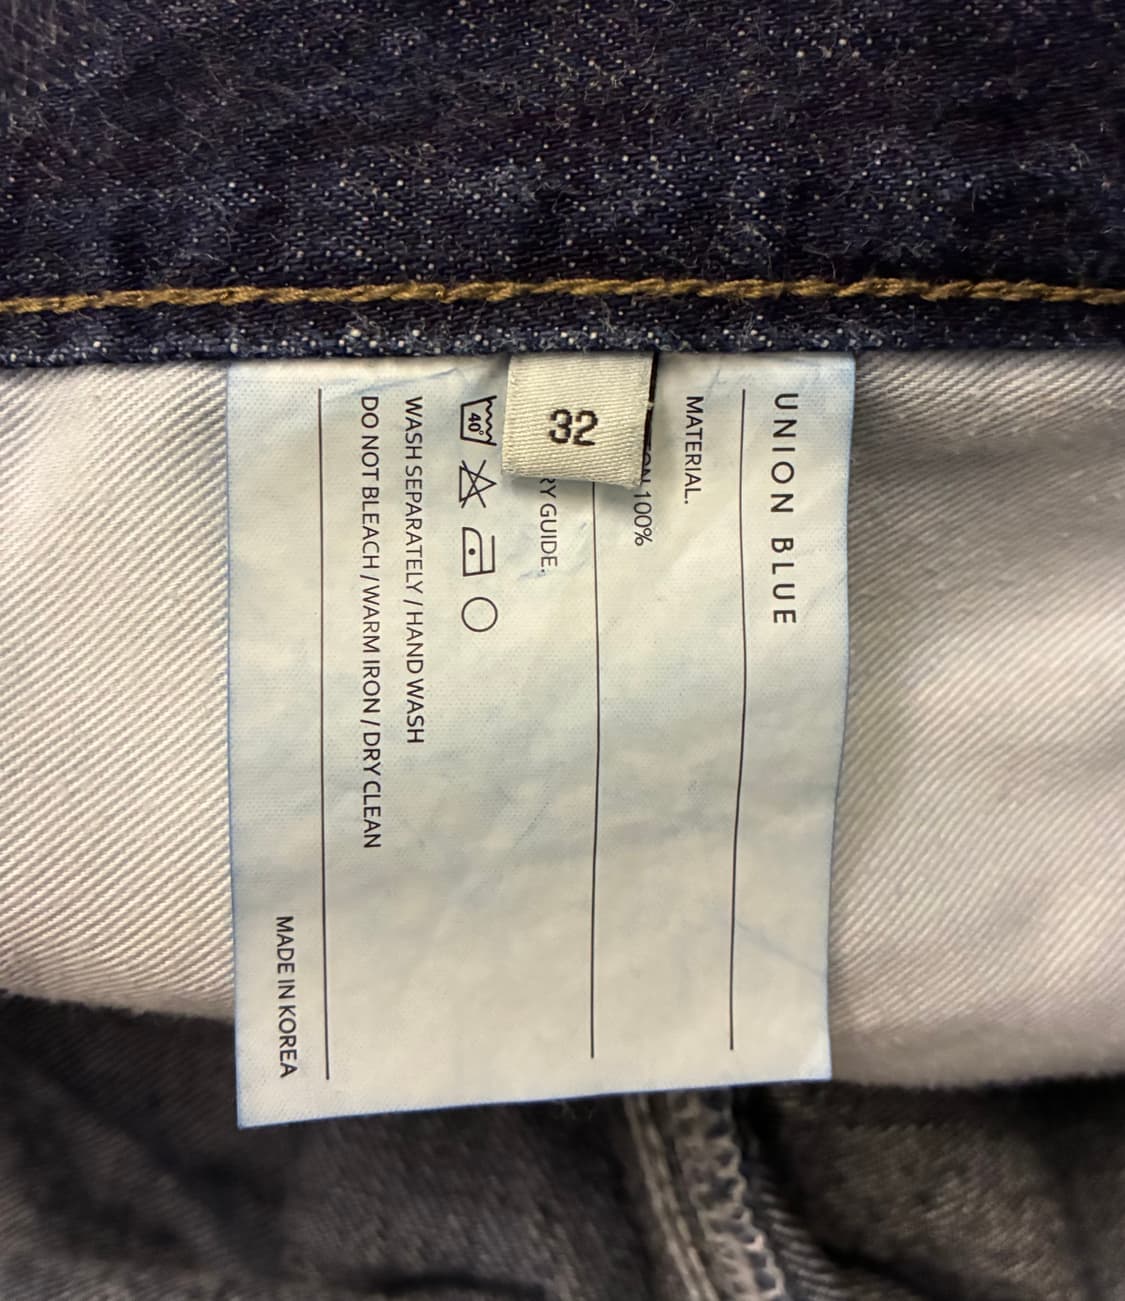 UNION BLUE
MATERIAL.
100%
32
GUIDE.
40°
WASH SEPARATELY / HAND WASH
DO NOT BLEACH / WARM IRON / DRY CLEAN
MADE IN KOREA